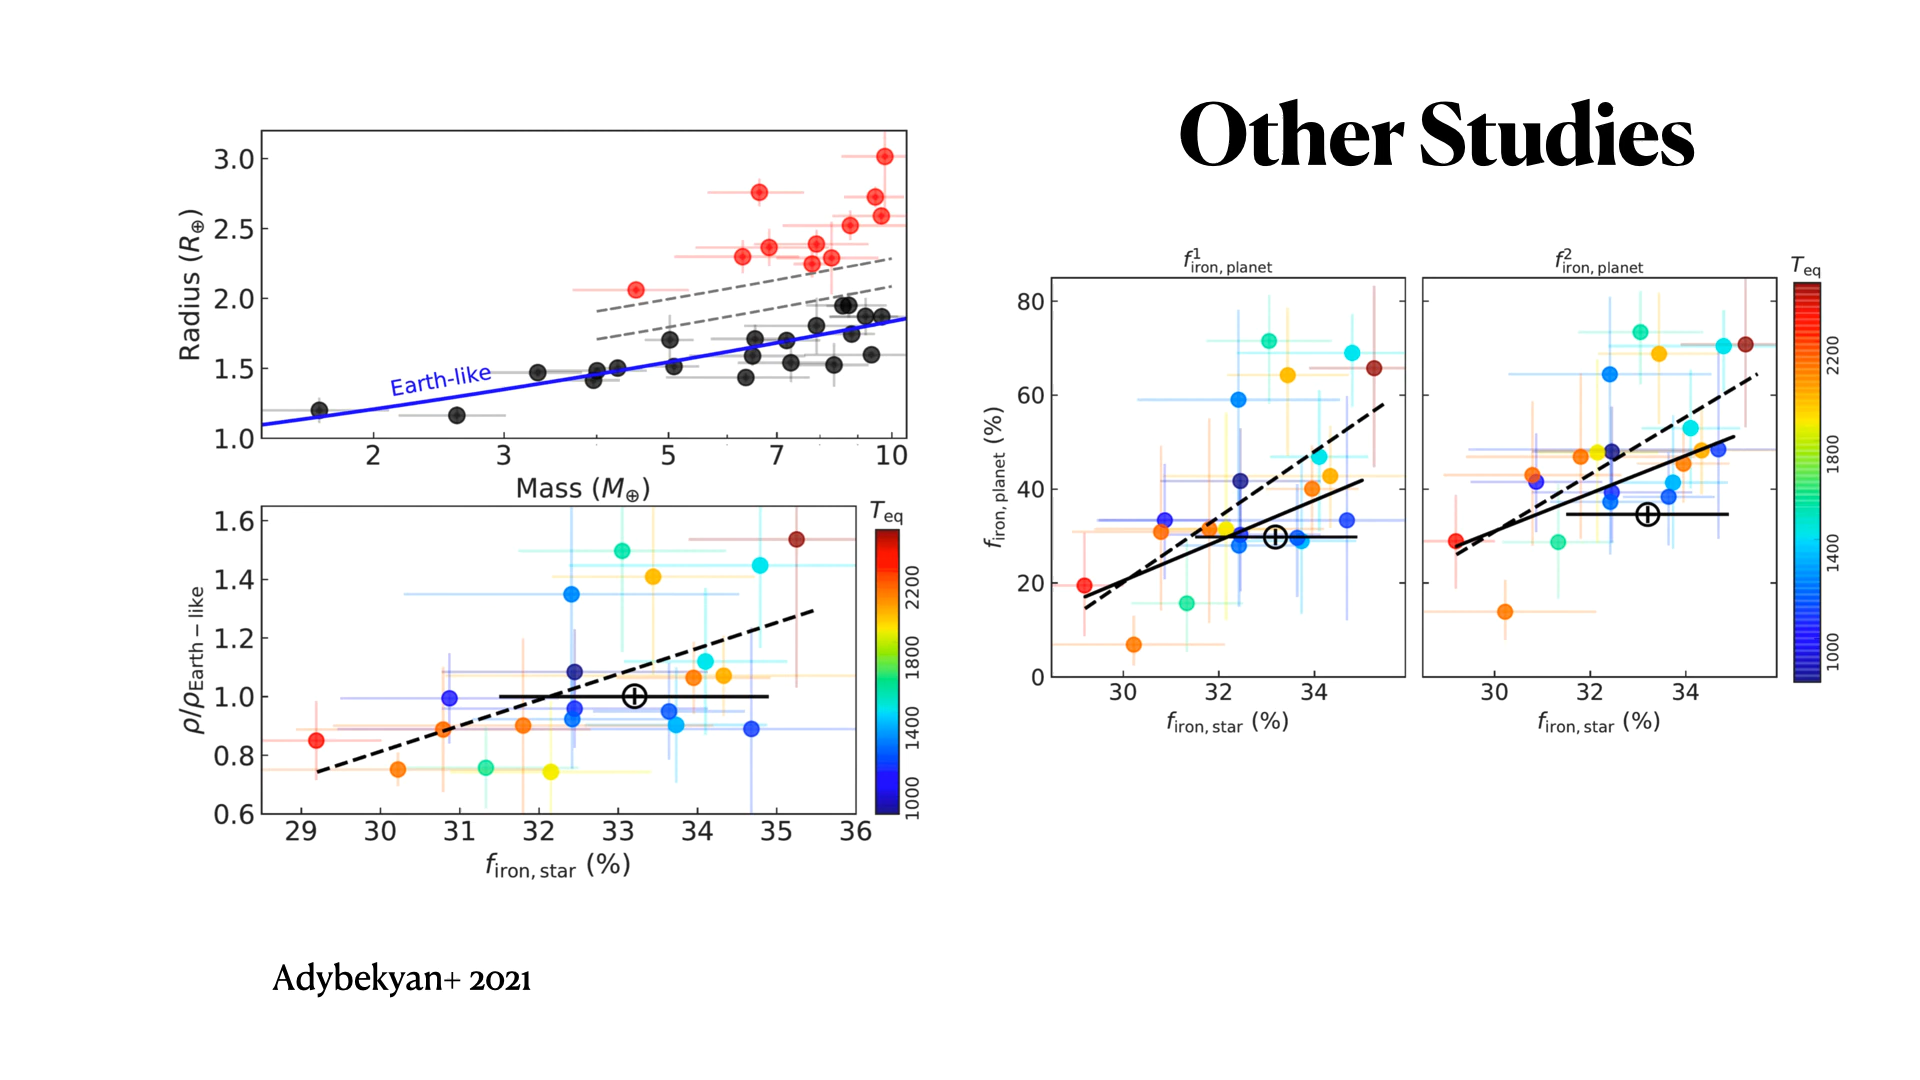 Other Studies
3.0
2.5
2.0
1.5
1.0
Radius (R⊕)
Earth-like
2 3 5 7 10
Mass (M⊕)
1.6
1.4
1.2
1.0
0.8
0.6
ρ/ρEarth−like
29 30 31 32 33 34 35 36
firon, star (%)
Teq
2200
1800
1400
1000
f¹iron, planet
f²iron, planet
Teq
80
60
40
20
0
firon, planet (%)
30 32 34
30 32 34
firon, star (%)
firon, star (%)
2200
1800
1400
1000
Adybekyan+ 2021